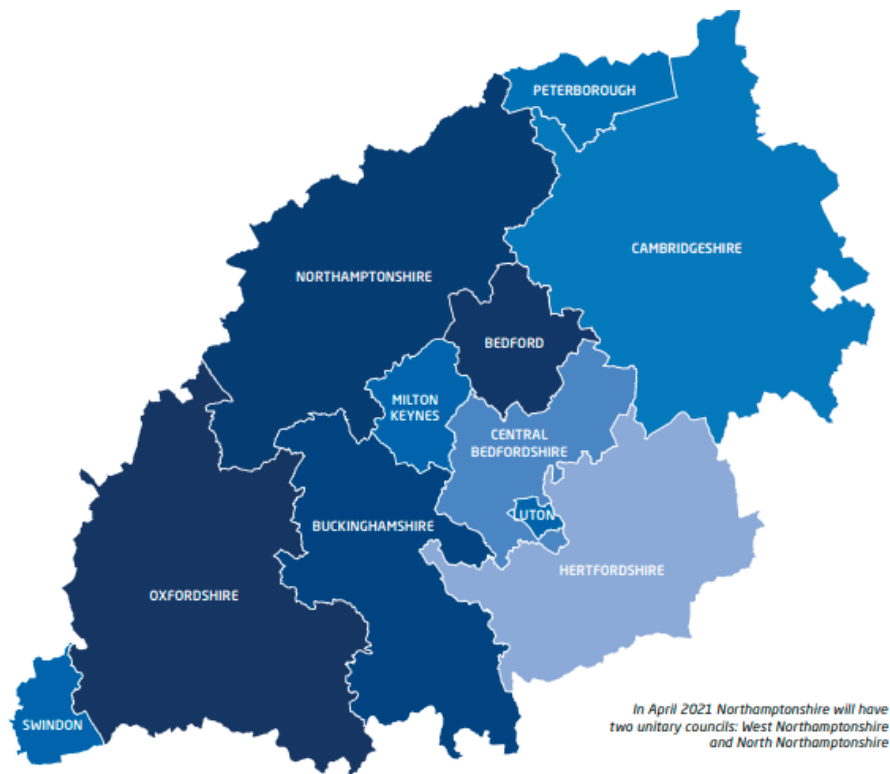 PETERBOROUGH
CAMBRIDGESHIRE
NORTHAMPTONSHIRE
BEDFORD
MILTON
KEYNES
CENTRAL
BEDFORDSHIRE
LUTON
BUCKINGHAMSHIRE
HERTFORDSHIRE
OXFORDSHIRE
SWINDON
In April 2021 Northamptonshire will have
two unitary councils: West Northamptonshire
and North Northamptonshire